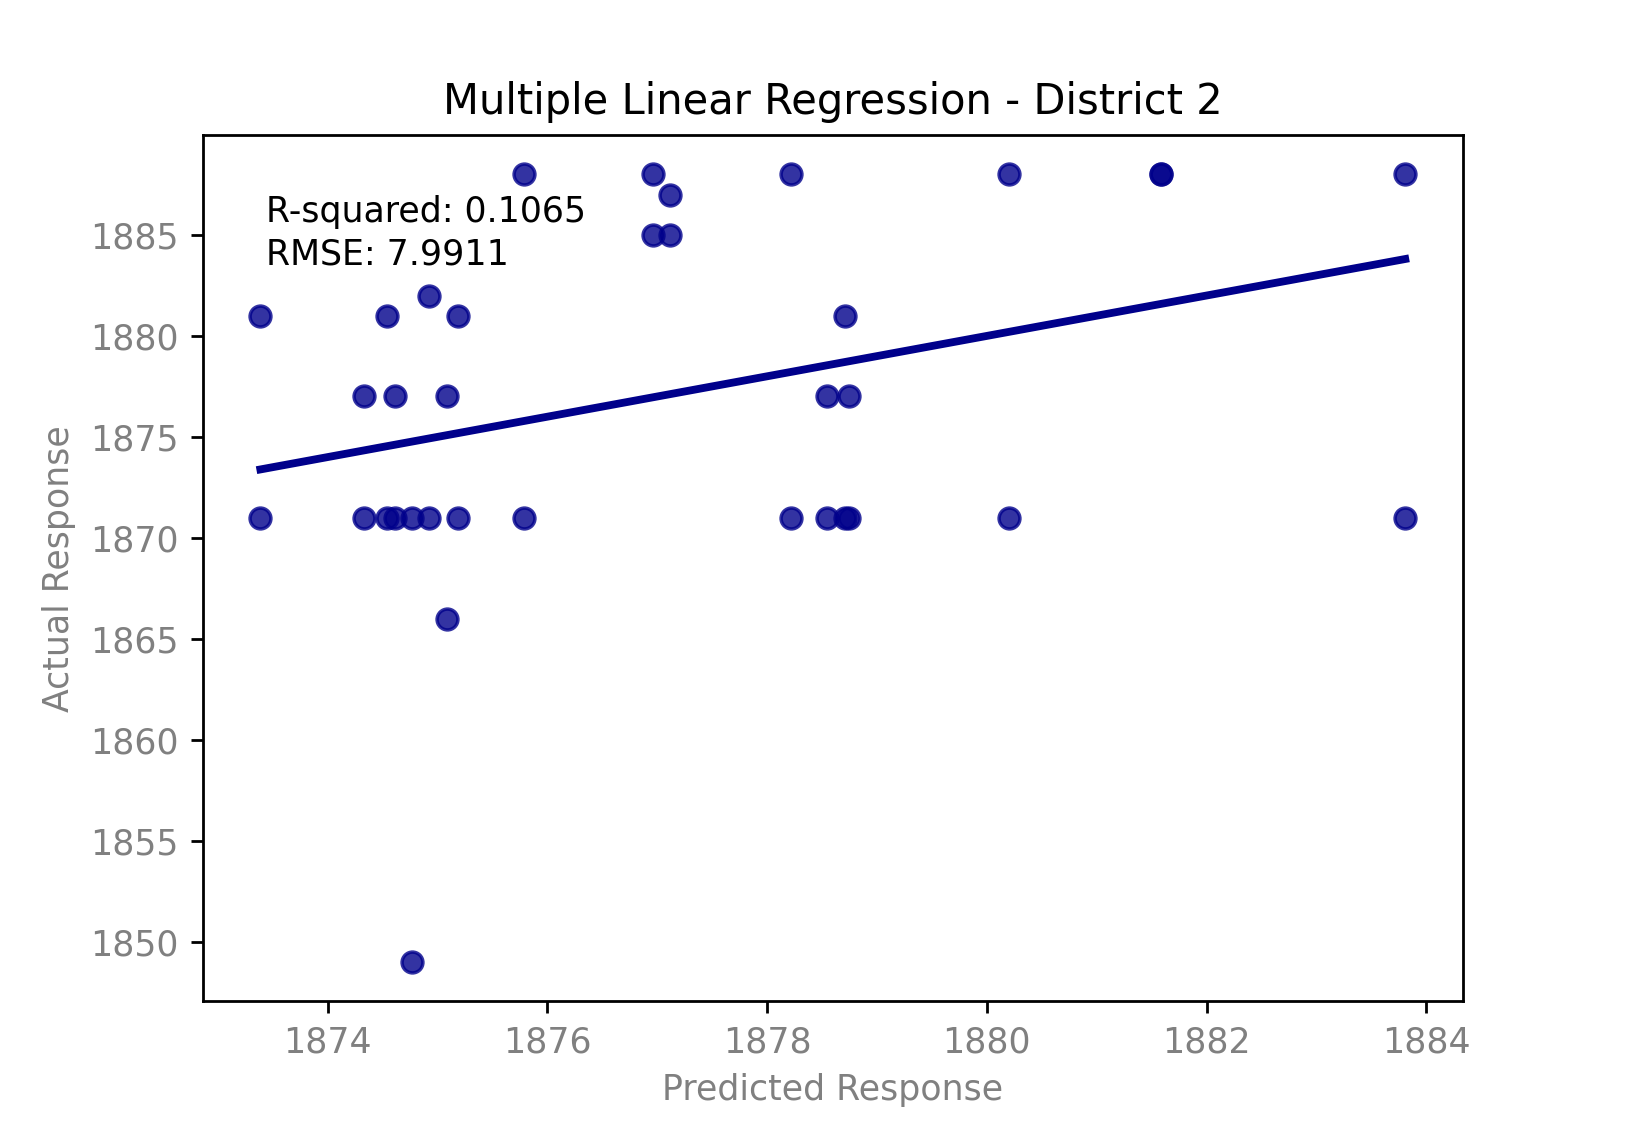 Multiple Linear Regression - District 2
R-squared: 0.1065
RMSE: 7.9911
1885
1880
1875
1870
1865
1860
1855
1850
Actual Response
1874 1876 1878 1880 1882 1884
Predicted Response